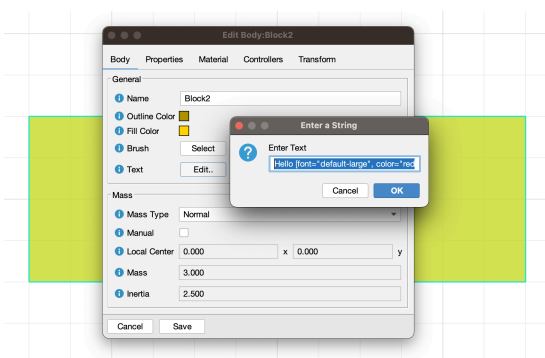 Edit Body:Block2
Body Properties Material Controllers Transform
General
Name Block2
Outline Color
Fill Color
Brush Select
Text Edit..
Enter a String
Enter Text
Hello [font="default-large", color="red
Cancel OK
Mass
Mass Type Normal
Manual
Local Center 0.000 x 0.000 y
Mass 3.000
Inertia 2.500
Cancel Save